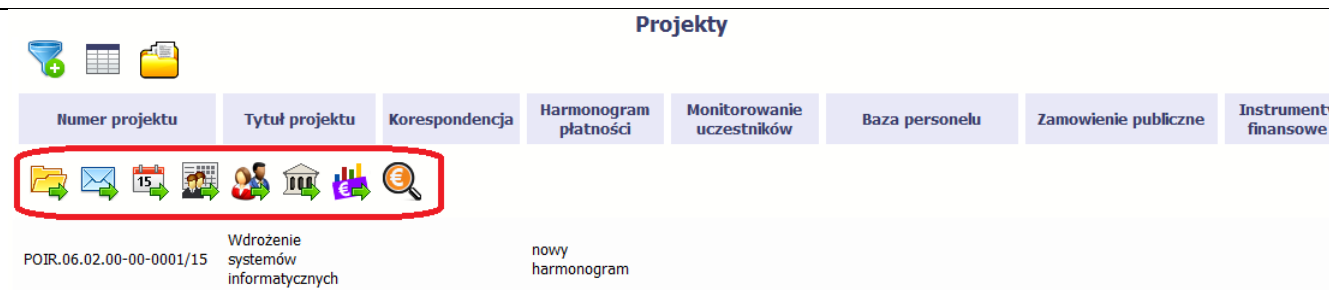 Projekty
Numer projektu
Tytuł projektu
Korespondencja
Harmonogram
płatności
Monitorowanie
uczestników
Baza personelu
Zamowienie publiczne
Instrumenty
finansowe
15
POIR.06.02.00-00-0001/15
Wdrożenie
systemów
informatycznych
nowy
harmonogram